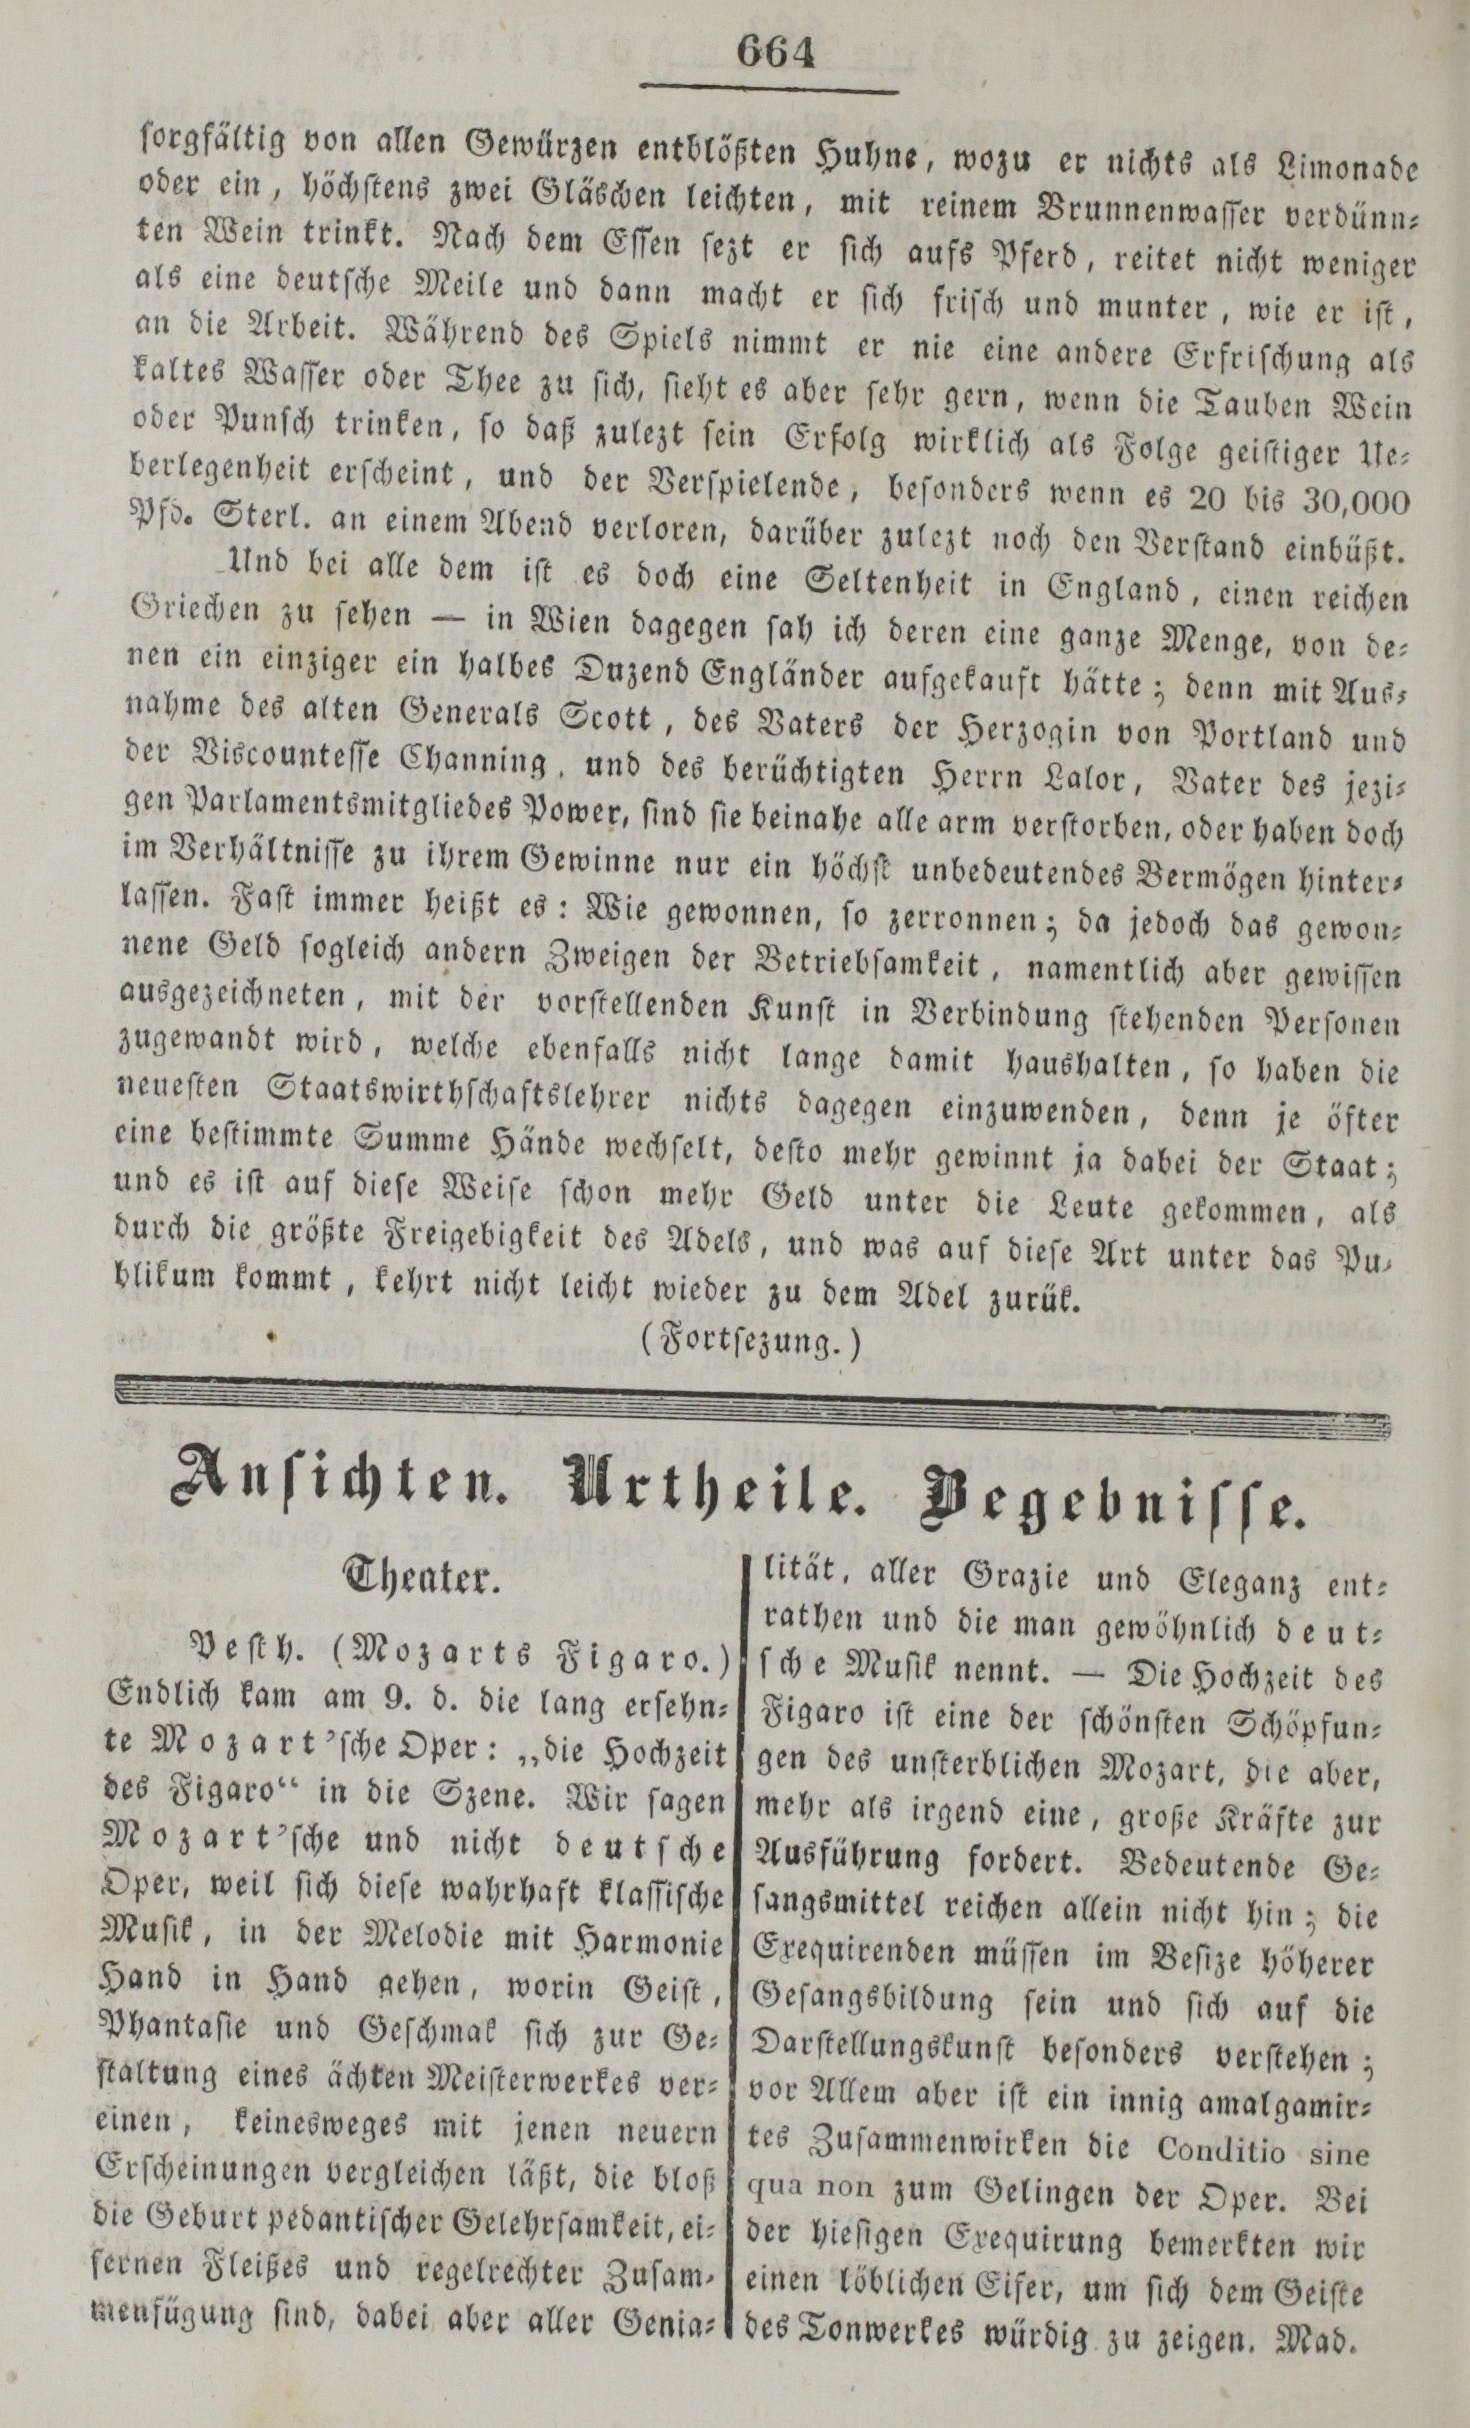 664
sorgfältig von allen Gewürzen entblößten Huhne, wozu er nichts als Limonade
oder ein, höchstens zwei Gläschen leichten, mit reinem Brunnenwasser verdünn-
ten Wein trinkt. Nach dem Essen sezt er sich aufs Pferd, reitet nicht weniger
als eine deutsche Meile und dann macht er sich frisch und munter, wie er ist,
an die Arbeit. Während des Spiels nimmt er nie eine andere Erfrischung als
kaltes Wasser oder Thee zu sich, sieht es aber sehr gern, wenn die Tauben Wein
oder Punsch trinken, so daß zulezt sein Erfolg wirklich als Folge geistiger Ue-
berlegenheit erscheint, und der Verspielende, besonders wenn es 20 bis 30,000
Pfd. Sterl. an einem Abend verloren, darüber zulezt noch den Verstand einbüßt.
Und bei alle dem ist es doch eine Seltenheit in England, einen reichen
Griechen zu sehen — in Wien dagegen sah ich deren eine ganze Menge, von de-
nen ein einziger ein halbes Duzend Engländer aufgekauft hätte; denn mit Aus-
nahme des alten Generals Scott, des Vaters der Herzogin von Portland und
der Viscountesse Channing, und des berüchtigten Herrn Lalor, Vater des jezi-
gen Parlamentsmitgliedes Power, sind sie beinahe alle arm verstorben, oder haben doch
im Verhältnisse zu ihrem Gewinne nur ein höchst unbedeutendes Vermögen hinter-
lassen. Fast immer heißt es: Wie gewonnen, so zerronnen; da jedoch das gewon-
nene Geld sogleich andern Zweigen der Betriebsamkeit, namentlich aber gewissen
ausgezeichneten, mit der vorstellenden Kunst in Verbindung stehenden Personen
zugewandt wird, welche ebenfalls nicht lange damit haushalten, so haben die
neuesten Staatswirthschaftslehrer nichts dagegen einzuwenden, denn je öfter
eine bestimmte Summe Hände wechselt, desto mehr gewinnt ja dabei der Staat;
und es ist auf diese Weise schon mehr Geld unter die Leute gekommen, als
durch die größte Freigebigkeit des Adels, und was auf diese Art unter das Pu-
blikum kommt, kehrt nicht leicht wieder zu dem Adel zurük.
(Fortsezung.)
Ansichten. Urtheile. Begebnisse.
Theater.
Pesth. (Mozarts Figaro.)
Endlich kam am 9. d. die lang ersehn-
te Mozart'sche Oper: „die Hochzeit
des Figaro“ in die Szene. Wir sagen
Mozart'sche und nicht deutsche
Oper, weil sich diese wahrhaft klassische
Musik, in der Melodie mit Harmonie
Hand in Hand gehen, worin Geist,
Phantasie und Geschmak sich zur Ge-
staltung eines ächten Meisterwerkes ver-
einen, keinesweges mit jenen neuern
Erscheinungen vergleichen läßt, die bloß
die Geburt pedantischer Gelehrsamkeit, ei-
sernen Fleißes und regelrechter Zusam-
menfügung sind, dabei aber aller Genia-
lität, aller Grazie und Eleganz ent-
rathen und die man gewöhnlich deut-
sche Musik nennt. — Die Hochzeit des
Figaro ist eine der schönsten Schöpfun-
gen des unsterblichen Mozart, die aber,
mehr als irgend eine, große Kräfte zur
Ausführung fordert. Bedeutende Ge-
sangsmittel reichen allein nicht hin; die
Exequirenden müssen im Besize höherer
Gesangsbildung sein und sich auf die
Darstellungskunst besonders verstehen;
vor Allem aber ist ein innig amalgamir-
tes Zusammenwirken die Conditio sine
qua non zum Gelingen der Oper. Bei
der hiesigen Exequirung bemerkten wir
einen löblichen Eifer, um sich dem Geiste
des Tonwerkes würdig zu zeigen. Mad.